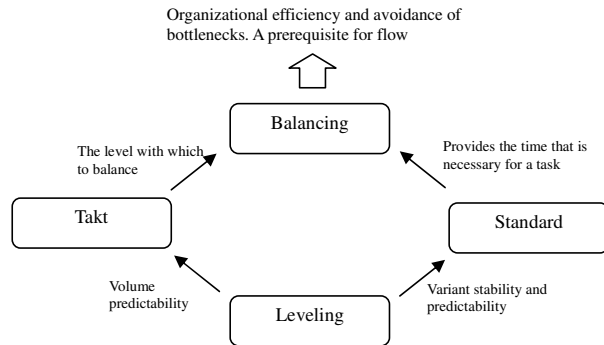 Organizational efficiency and avoidance of
bottlenecks. A prerequisite for flow
Balancing
The level with which
to balance
Provides the time that is
necessary for a task
Takt
Standard
Volume
predictability
Variant stability and
predictability
Leveling